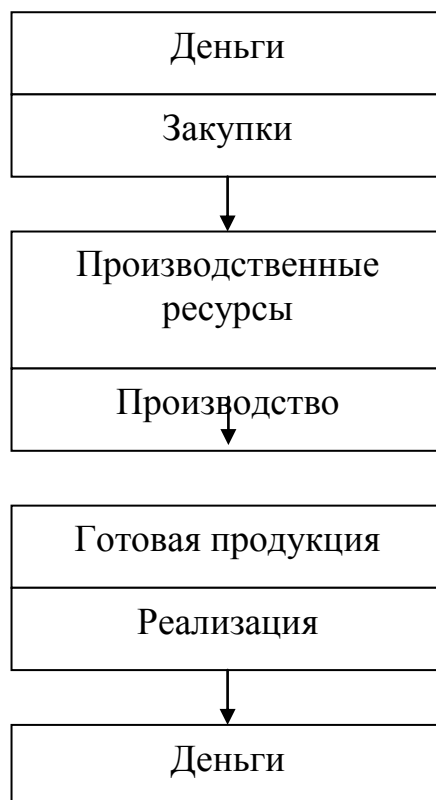 Деньги
Закупки
Производственные
ресурсы
Производство
Готовая продукция
Реализация
Деньги